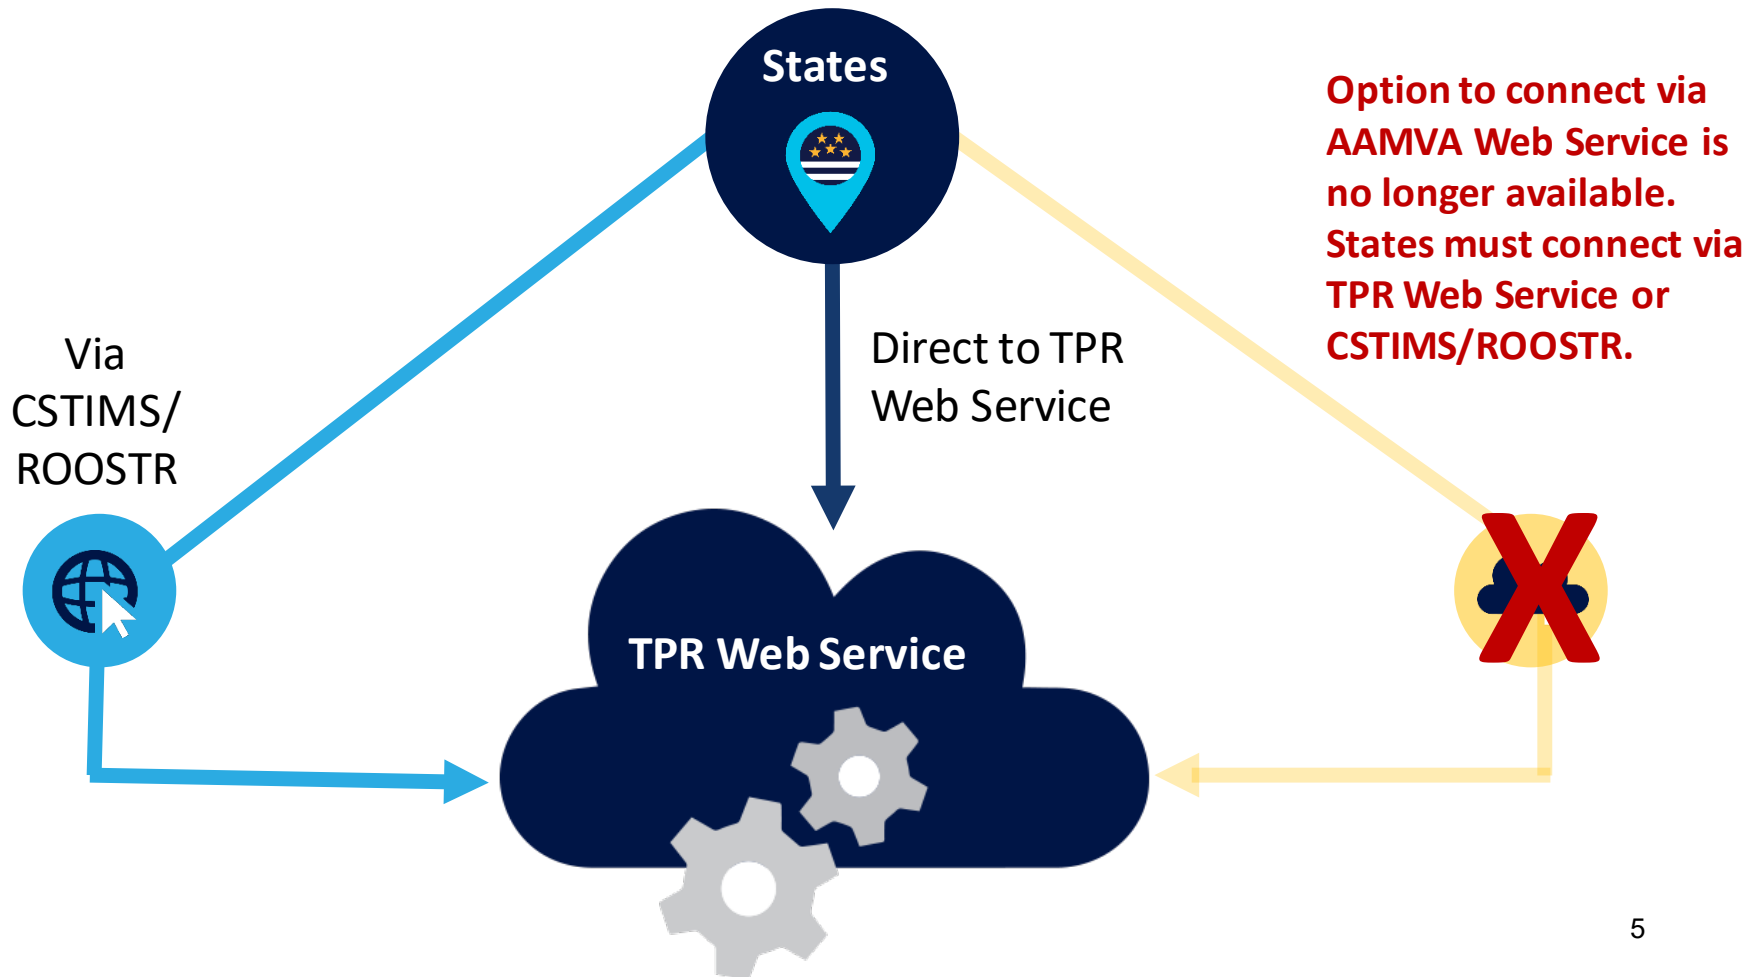 States
Option to connect via
AAMVA Web Service is
no longer available.
States must connect via
TPR Web Service or
CSTIMS/ROOSTR.
Via
CSTIMS/
ROOSTR
Direct to TPR
Web Service
TPR Web Service
X
5